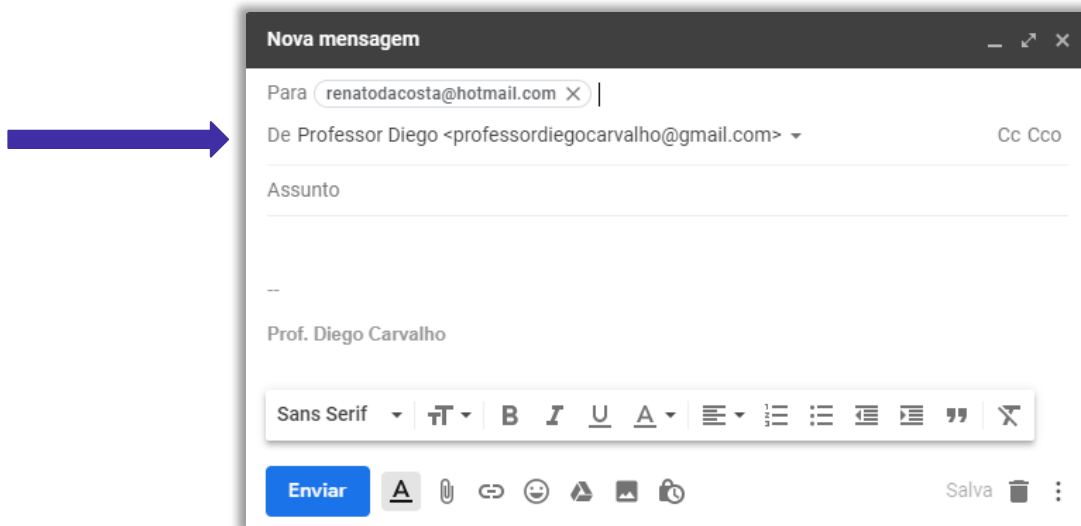 Nova mensagem
Para renatodacosta@hotmail.com
De Professor Diego <professordiegocarvalho@gmail.com> Cc Cco
Assunto
--
Prof. Diego Carvalho
Sans Serif B I U A
Enviar A Salva